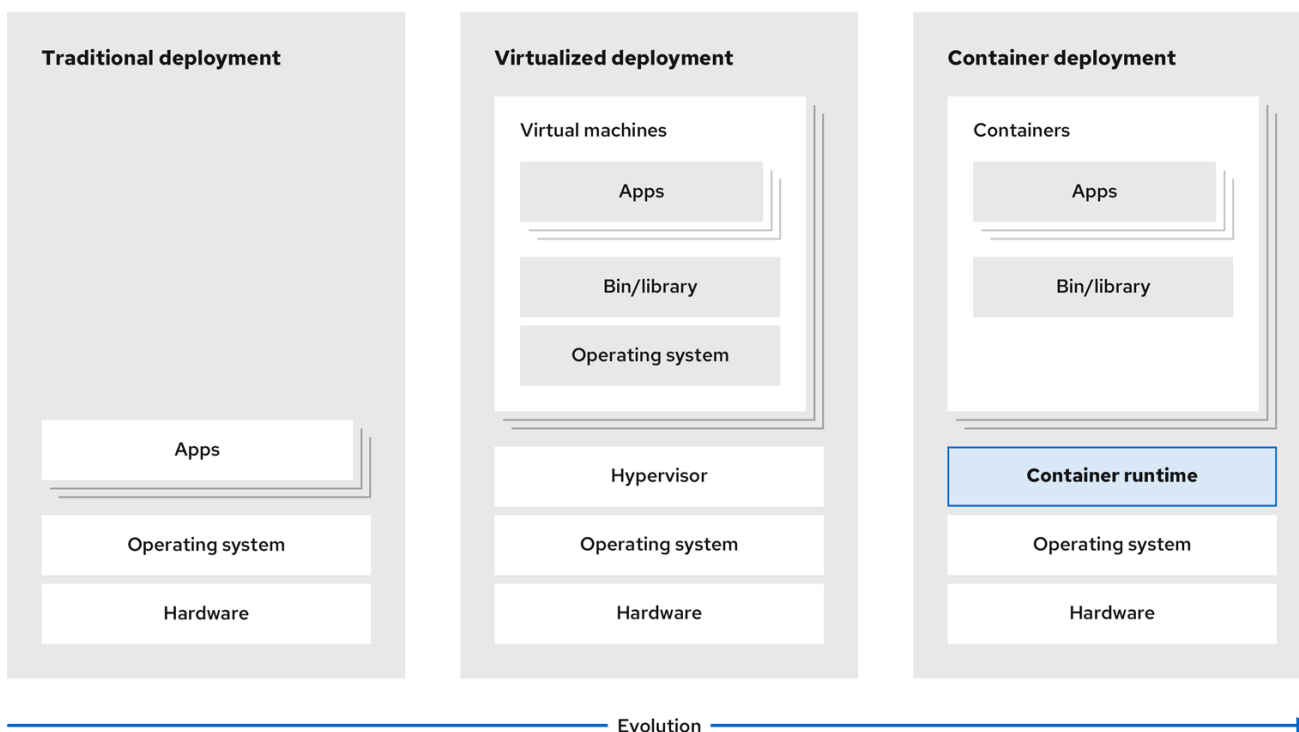 Traditional deployment
Apps
Operating system
Hardware
Virtualized deployment
Virtual machines
Apps
Bin/library
Operating system
Hypervisor
Operating system
Hardware
Container deployment
Containers
Apps
Bin/library
Container runtime
Operating system
Hardware
Evolution